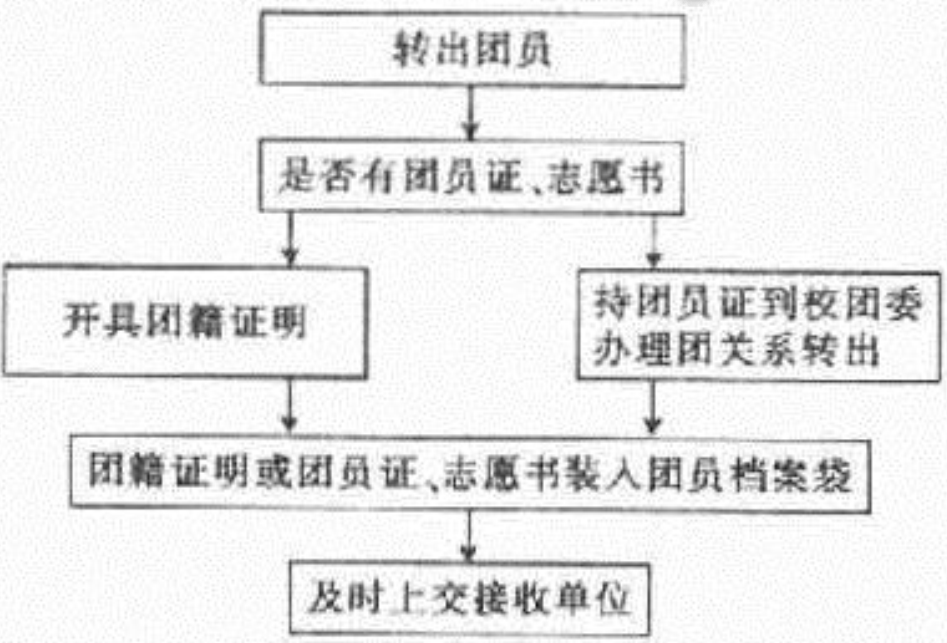 转出团员
是否有团员证、志愿书
开具团籍证明
持团员证到校团委
办理团关系转出
团籍证明或团员证、志愿书装入团员档案袋
及时上交接收单位